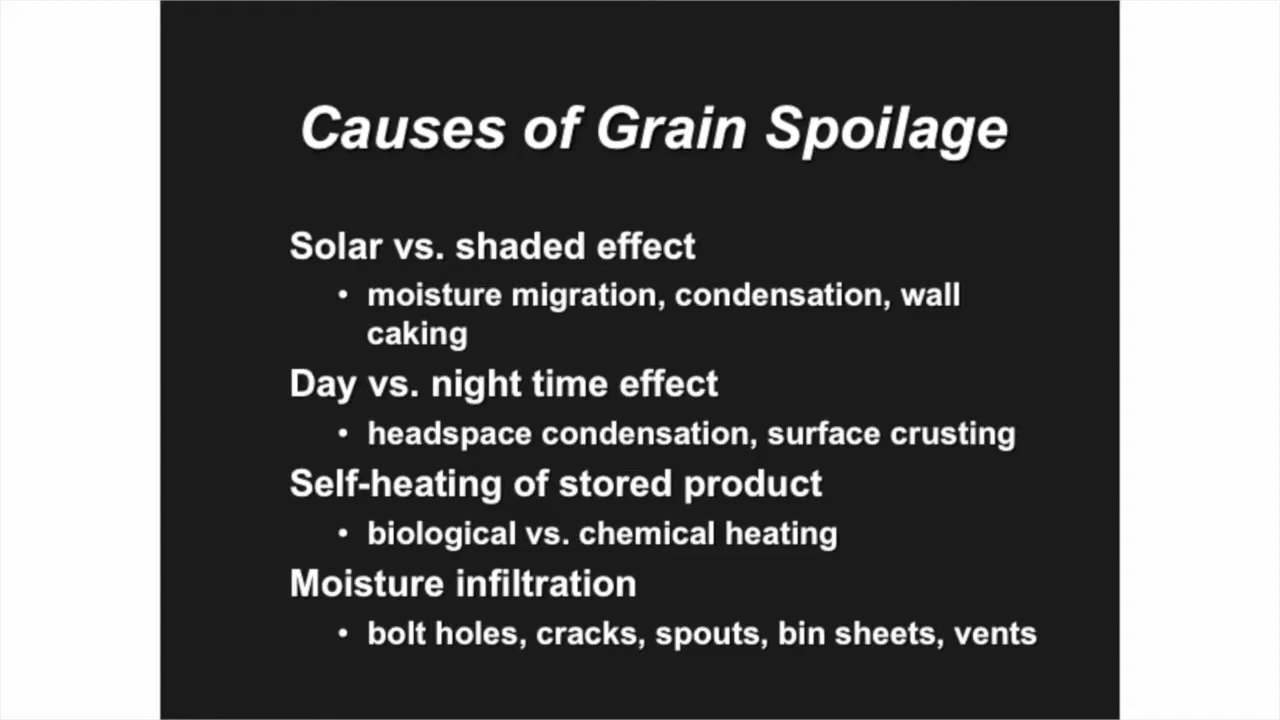 Causes of Grain Spoilage
Solar vs. shaded effect
• moisture migration, condensation, wall
caking
Day vs. night time effect
• headspace condensation, surface crusting
Self-heating of stored product
• biological vs. chemical heating
Moisture infiltration
• bolt holes, cracks, spouts, bin sheets, vents